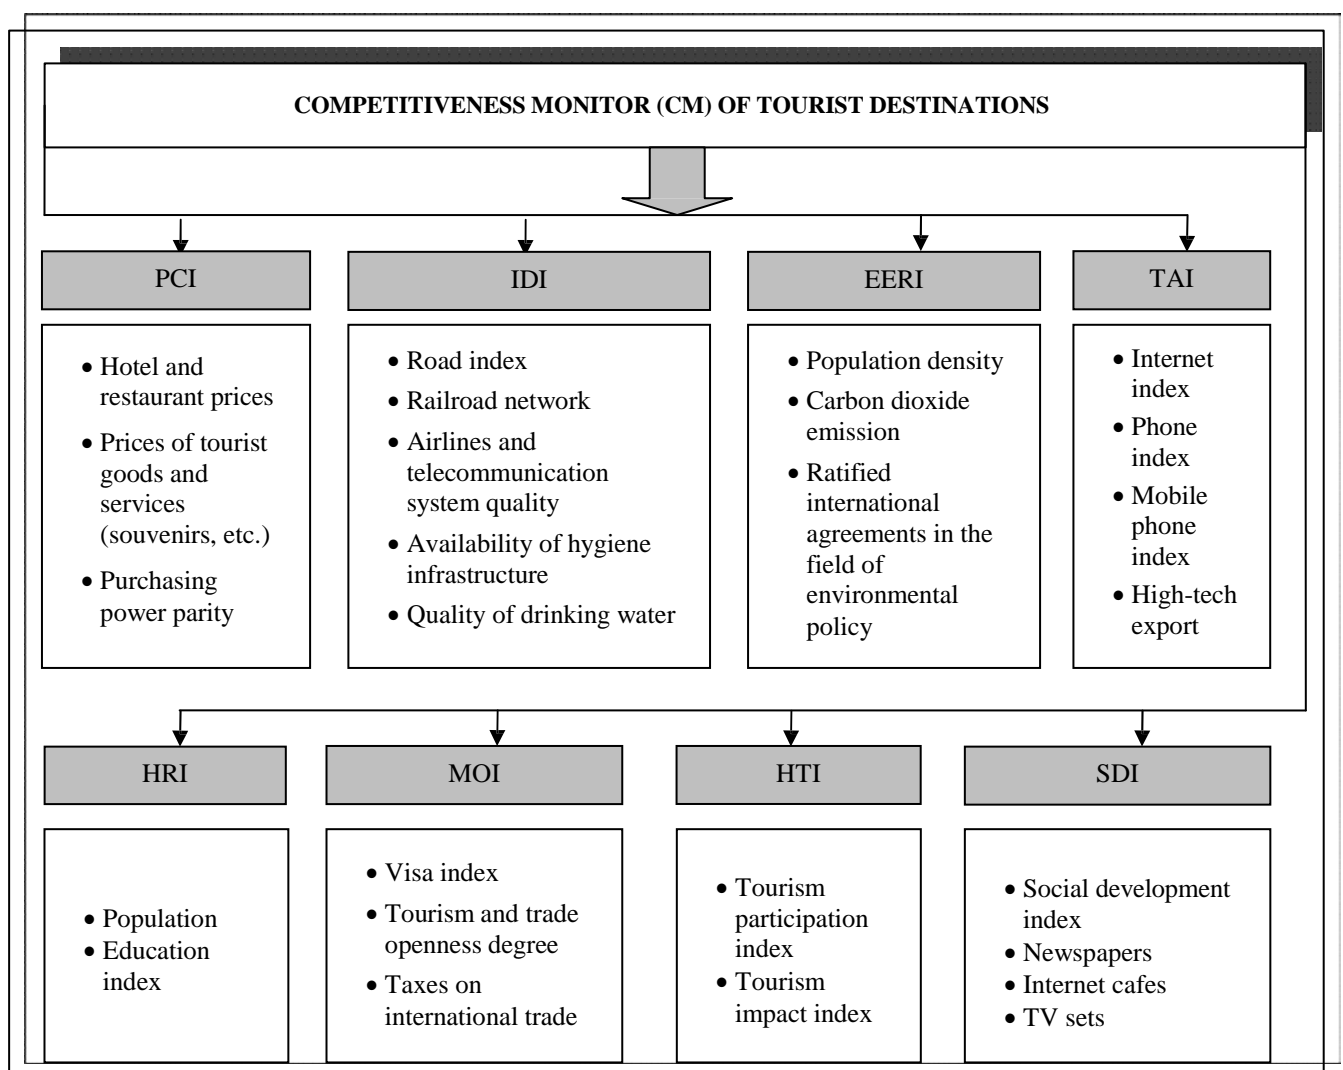 COMPETITIVENESS MONITOR (CM) OF TOURIST DESTINATIONS
PCI
• Hotel and
restaurant prices
• Prices of tourist
goods and
services
(souvenirs, etc.)
• Purchasing
power parity
IDI
• Road index
• Railroad network
• Airlines and
telecommunication
system quality
• Availability of hygiene
infrastructure
• Quality of drinking water
EERI
• Population density
• Carbon dioxide
emission
• Ratified
international
agreements in the
field of
environmental
policy
TAI
• Internet
index
• Phone
index
• Mobile
phone
index
• High-tech
export
HRI
• Population
• Education
index
MOI
• Visa index
• Tourism and trade
openness degree
• Taxes on
international trade
HTI
• Tourism
participation
index
• Tourism
impact index
SDI
• Social development
index
• Newspapers
• Internet cafes
• TV sets